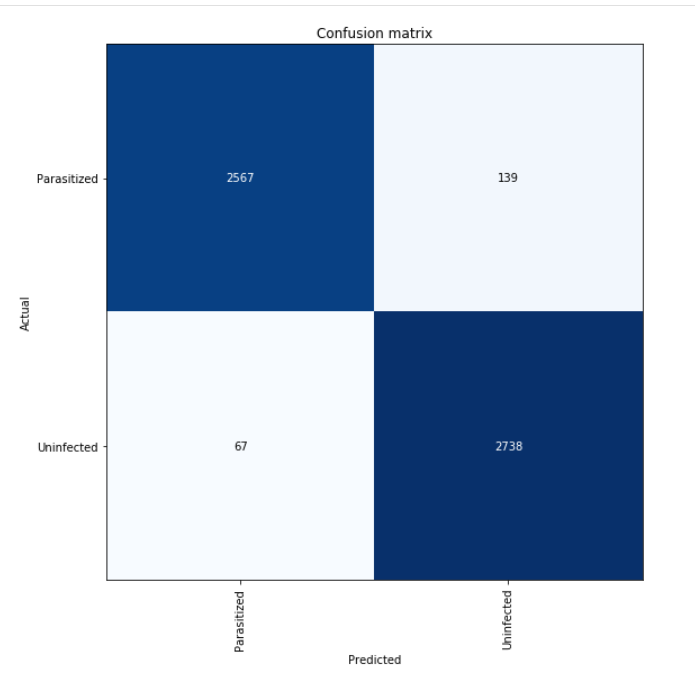 Confusion matrix
Parasitized
2567
139
Actual
Uninfected
67
2738
Parasitized
Uninfected
Predicted